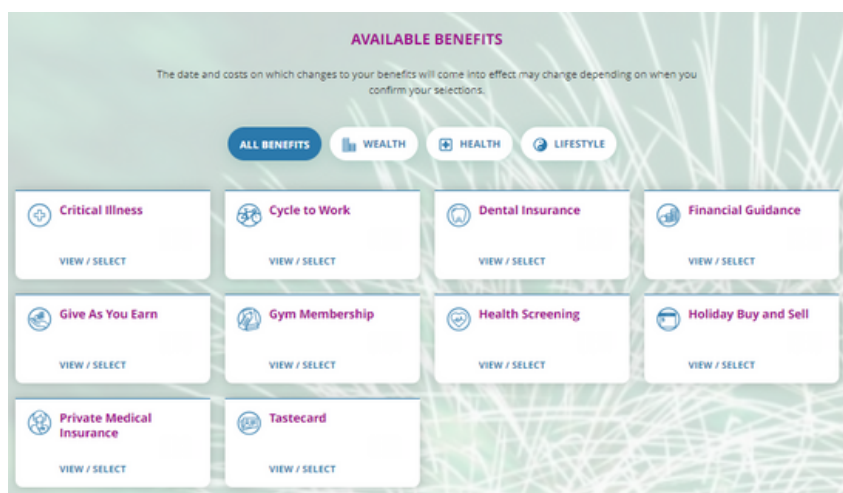 AVAILABLE BENEFITS
The date and costs on which changes to your benefits will come into effect may change depending on when you
confirm your selections.
ALL BENEFITS
WEALTH
HEALTH
LIFESTYLE
Critical Illness
VIEW / SELECT
Cycle to Work
VIEW / SELECT
Dental Insurance
VIEW / SELECT
Financial Guidance
VIEW / SELECT
Give As You Earn
VIEW / SELECT
Gym Membership
VIEW / SELECT
Health Screening
VIEW / SELECT
Holiday Buy and Sell
VIEW / SELECT
Private Medical
Insurance
VIEW / SELECT
Tastecard
VIEW / SELECT